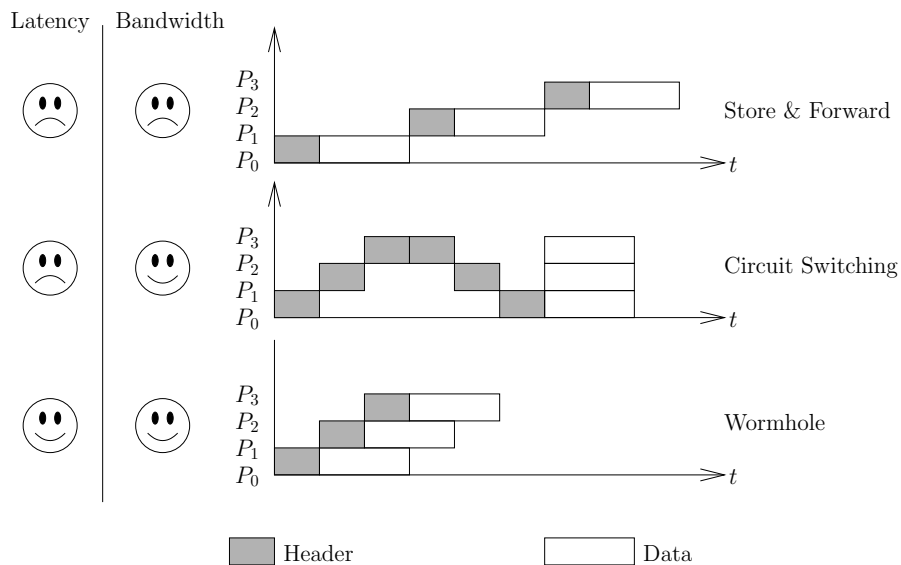 Latency Bandwidth
P₃
P₂
P₁
P₀
t
Store & Forward
P₃
P₂
P₁
P₀
t
Circuit Switching
P₃
P₂
P₁
P₀
t
Wormhole
Header
Data